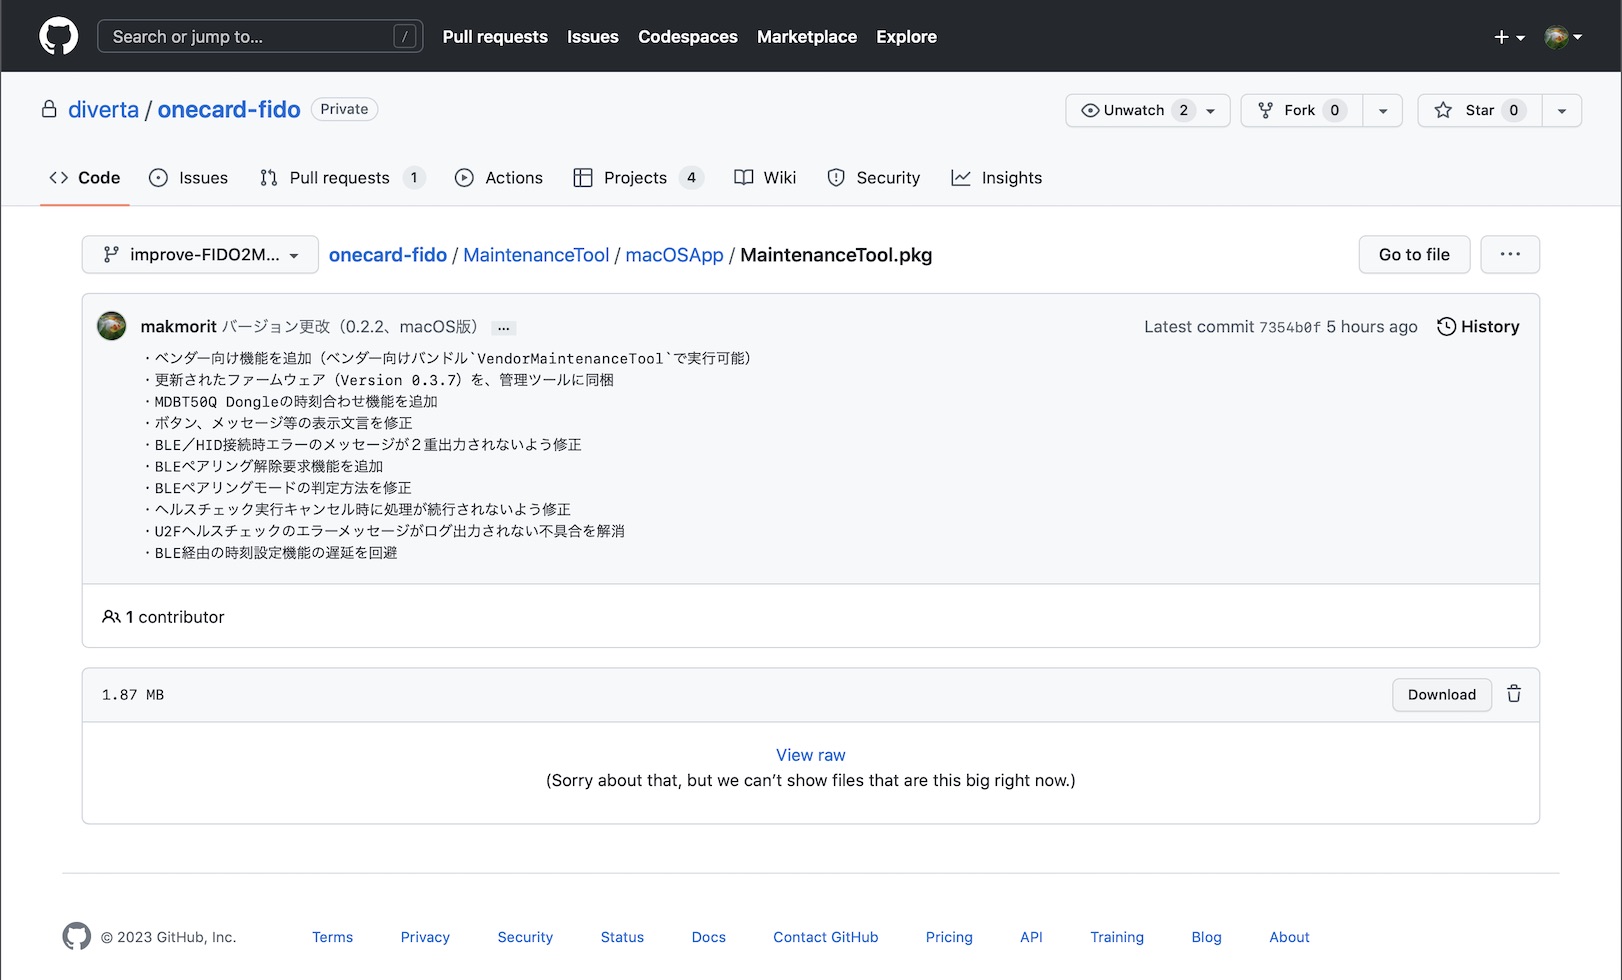 Search or jump to... / Pull requests Issues Codespaces Marketplace Explore
diverta / onecard-fido Private Unwatch 2 Fork 0 Star 0
Code Issues Pull requests 1 Actions Projects 4 Wiki Security Insights
improve-FIDO2M... onecard-fido / MaintenanceTool / macOSApp / MaintenanceTool.pkg Go to file ...
makmorit バージョン更改（0.2.2、macOS版） ... Latest commit 7354b0f 5 hours ago History
・ベンダー向け機能を追加（ベンダー向けバンドル`VendorMaintenanceTool`で実行可能）
・更新されたファームウェア（Version 0.3.7）を、管理ツールに同梱
・MDBT50Q Dongleの時刻合わせ機能を追加
・ボタン、メッセージ等の表示文言を修正
・BLE／HID接続時エラーのメッセージが２重出力されないよう修正
・BLEペアリング解除要求機能を追加
・BLEペアリングモードの判定方法を修正
・ヘルスチェック実行キャンセル時に処理が続行されないよう修正
・U2Fヘルスチェックのエラーメッセージがログ出力されない不具合を解消
・BLE経由の時刻設定機能の遅延を回避
1 contributor
1.87 MB Download
View raw
(Sorry about that, but we can’t show files that are this big right now.)
© 2023 GitHub, Inc. Terms Privacy Security Status Docs Contact GitHub Pricing API Training Blog About